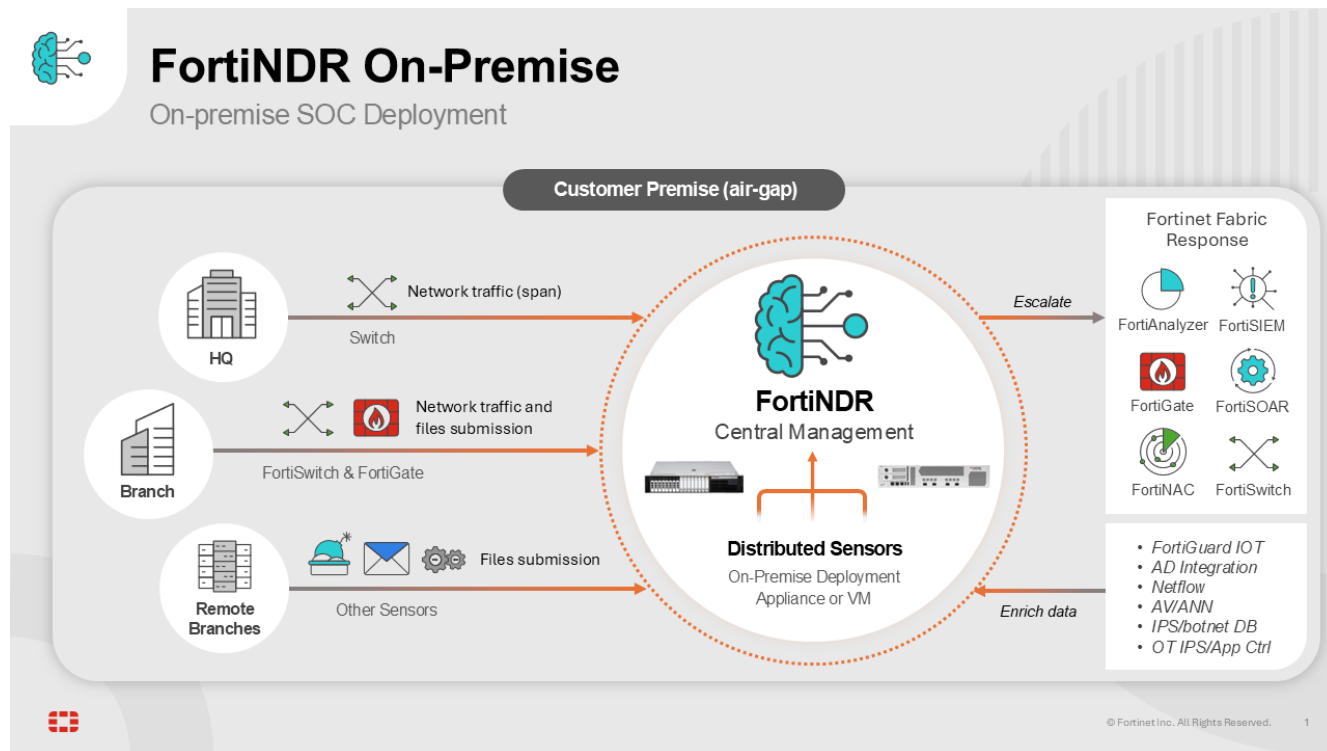 FortiNDR On-Premise
On-premise SOC Deployment
Customer Premise (air-gap)
HQ
Network traffic (span)
Switch
Branch
Network traffic and
files submission
FortiSwitch & FortiGate
Remote
Branches
Files submission
Other Sensors
FortiNDR
Central Management
Distributed Sensors
On-Premise Deployment
Appliance or VM
Escalate
Enrich data
Fortinet Fabric
Response
FortiAnalyzer
FortiSIEM
FortiGate
FortiSOAR
FortiNAC
FortiSwitch
• FortiGuard IOT
• AD Integration
• Netflow
• AV/ANN
• IPS/botnet DB
• OT IPS/App Ctrl
© Fortinet Inc. All Rights Reserved.
1